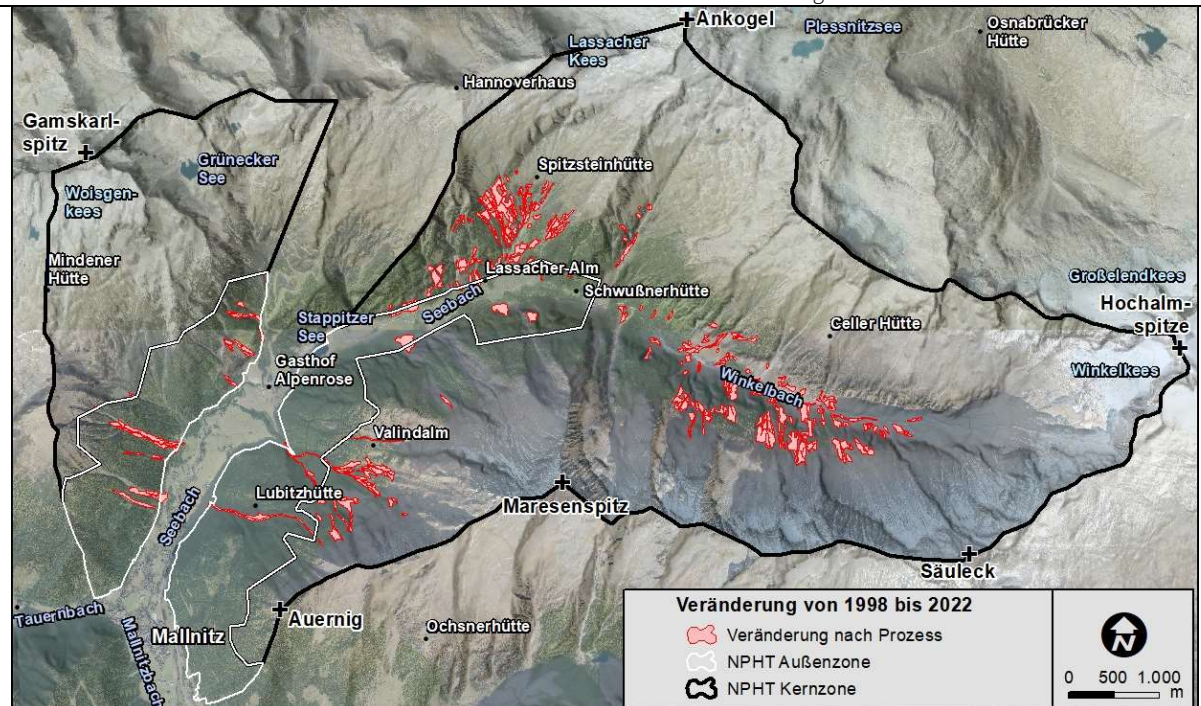 Ankogel
Plessnitzsee
Osnabrücker
Hütte
Lassacher
Kees
Hannoverhaus
Gamskarl-
spitz
Grünecker
See
Spitzsteinhütte
Woisgen-
kees
Mindener
Hütte
Lassacher Alm
Großelendkees
Schwußnerhütte
Seebach
Hochalm-
spitze
Stappitzer
See
Celler Hütte
Gasthof
Alpenrose
Winkelkees
Winkelbach
Valindalm
Lubitzhütte
Seebach
Maresenspitz
Säuleck
Tauernbach
Auernig
Mallnitz
Ochsnerhütte
Mallnitzbach
Veränderung von 1998 bis 2022
Veränderung nach Prozess
NPHT Außenzone
NPHT Kernzone
N
0 500 1.000
m